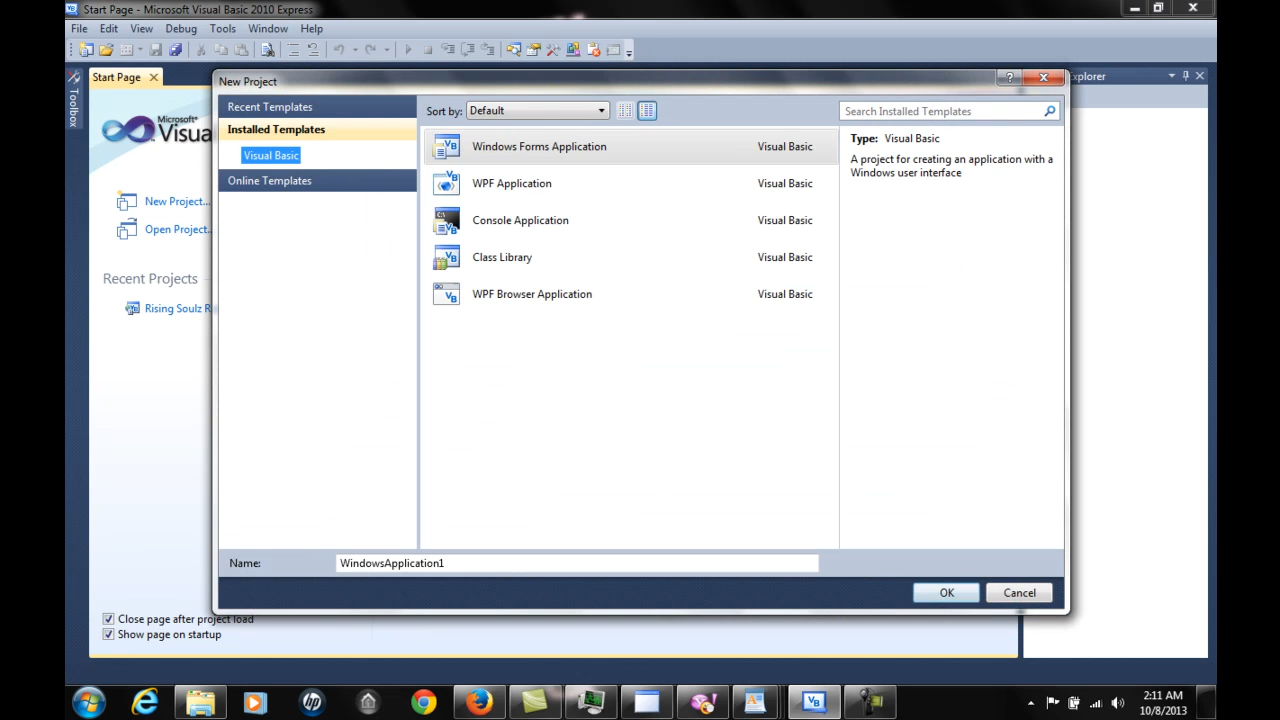 Start Page - Microsoft Visual Basic 2010 Express
File Edit View Debug Tools Window Help
Start Page
Toolbox
Microsoft®
Visua
New Project...
Open Project..
Recent Projects
Rising Soulz R
Close page after project load
Show page on startup
New Project
?
Explorer
Recent Templates
Installed Templates
Visual Basic
Online Templates
Sort by: Default
Search Installed Templates
Windows Forms Application Visual Basic
WPF Application Visual Basic
Console Application Visual Basic
Class Library Visual Basic
WPF Browser Application Visual Basic
Type: Visual Basic
A project for creating an application with a
Windows user interface
Name: WindowsApplication1
OK Cancel
2:11 AM
10/8/2013